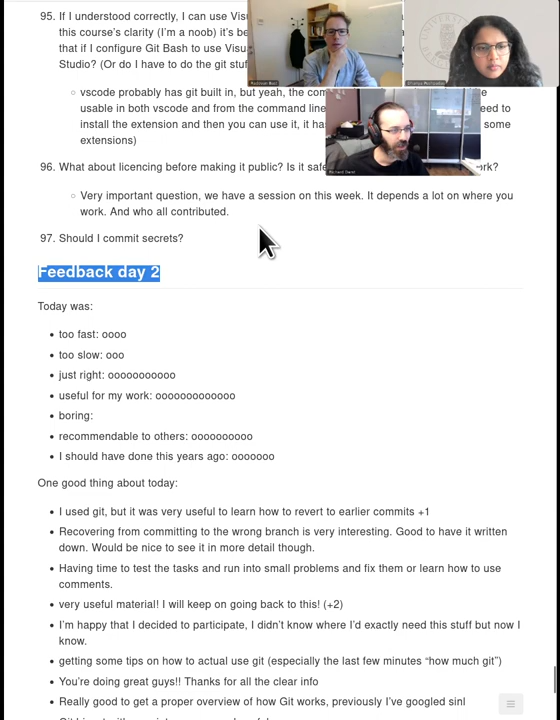 95. If I understood correctly, I can use Visu
this course's clarity (I'm a noob) it's be
that if I configure Git Bash to use Visu
Studio? (Or do I have to do the git stuf
vscode probably has git built in, but yeah, the com
usable in both vscode and from the command line
eed to
install the extension and then you can use it, it ha
some
extensions)
96. What about licencing before making it public? Is it safe
rk?
Very important question, we have a session on this week. It depends a lot on where you
work. And who all contributed.
97. Should I commit secrets?
Feedback day 2
Today was:
too fast: oooo
too slow: ooo
just right: ooooooooooo
useful for my work: ooooooooooooo
boring:
recommendable to others: oooooooooo
I should have done this years ago: ooooooo
One good thing about today:
I used git, but it was very useful to learn how to revert to earlier commits +1
Recovering from committing to the wrong branch is very interesting. Good to have it written
down. Would be nice to see it in more detail though.
Having time to test the tasks and run into small problems and fix them or learn how to use
comments.
very useful material! I will keep on going back to this! (+2)
I'm happy that I decided to participate, I didn't know where I'd exactly need this stuff but now I
know.
getting some tips on how to actual use git (especially the last few minutes "how much git")
You're doing great guys!! Thanks for all the clear info
Really good to get a proper overview of how Git works, previously I've googled sinl